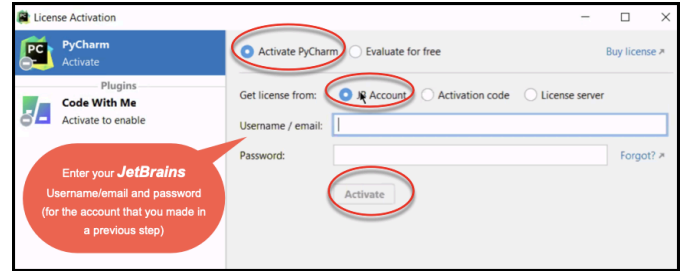 License Activation
PC
PyCharm
Activate
Plugins
Code With Me
Activate to enable
Activate PyCharm Evaluate for free Buy license ↗
Get license from: JB Account Activation code License server
Username / email:
Password: Forgot? ↗
Activate
Enter your JetBrains
Username/email and password
(for the account that you made in
a previous step)